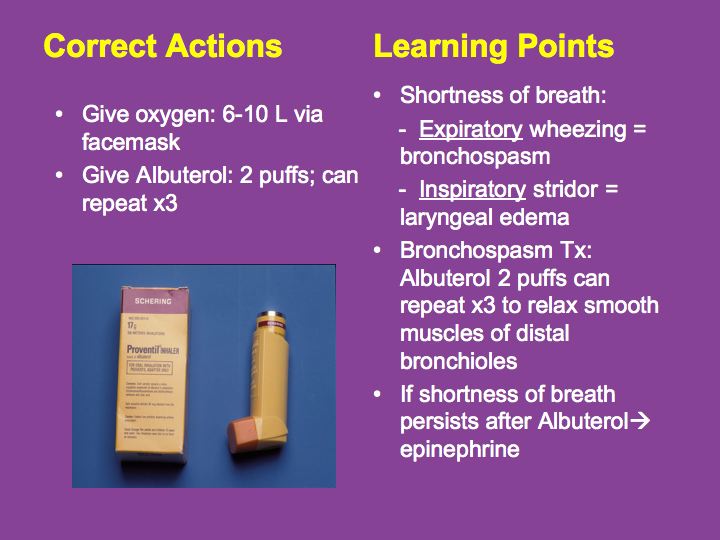 Correct Actions
• Give oxygen: 6-10 L via
facemask
• Give Albuterol: 2 puffs; can
repeat x3
SCHERING
17g
Proventil INHALER
FOR ORAL INHALATION WITH
PROVENTIL ADAPTER ONLY
SCHERING
Learning Points
• Shortness of breath:
- Expiratory wheezing =
bronchospasm
- Inspiratory stridor =
laryngeal edema
• Bronchospasm Tx:
Albuterol 2 puffs can
repeat x3 to relax smooth
muscles of distal
bronchioles
• If shortness of breath
persists after Albuterol→
epinephrine